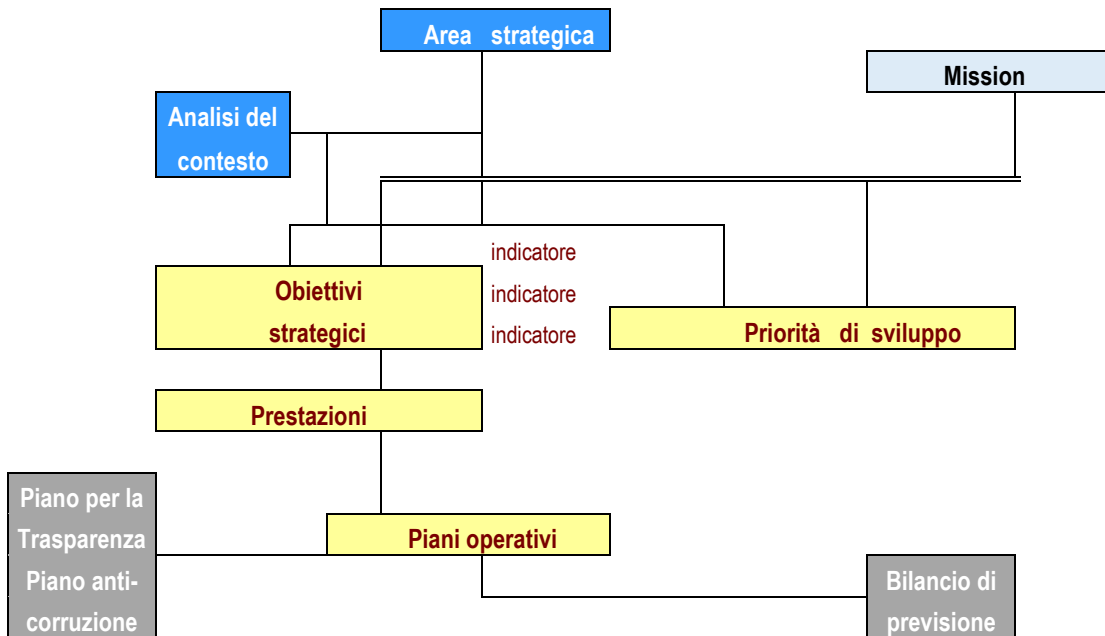 Area strategica
Mission
Analisi del
contesto
indicatore
Obiettivi
strategici
indicatore
indicatore
Priorità di sviluppo
Prestazioni
Piano per la
Trasparenza
Piano anti-
corruzione
Piani operativi
Bilancio di
previsione